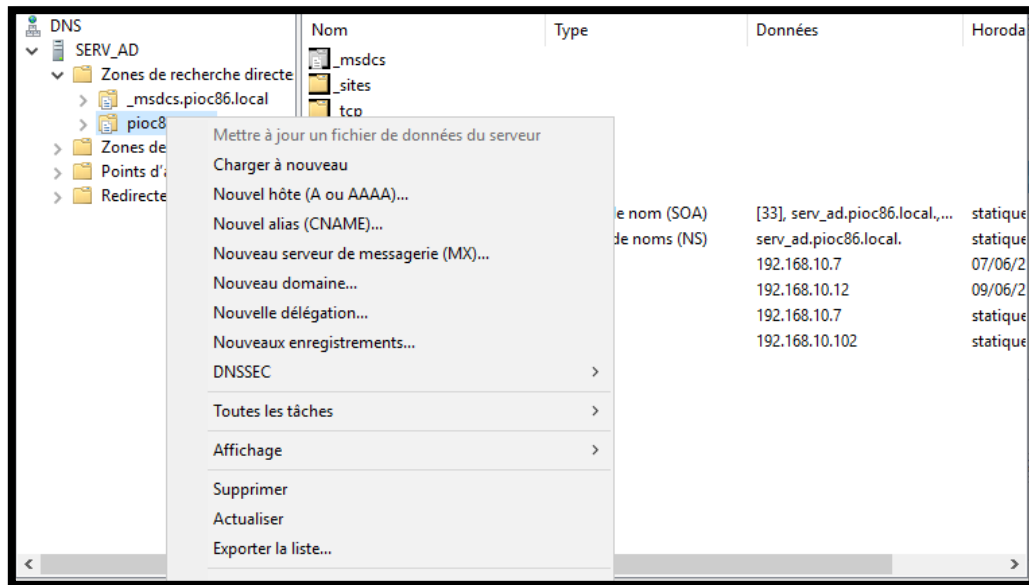 DNS
SERV_AD
Zones de recherche directe
_msdcs.pioc86.local
pioc8
Zones de
Points d'a
Redirecte
Nom Type Données Horoda
_msdcs
_sites
_tcp
le nom (SOA) [33], serv_ad.pioc86.local.,... statique
de noms (NS) serv_ad.pioc86.local. statique
192.168.10.7 07/06/2
192.168.10.12 09/06/2
192.168.10.7 statique
192.168.10.102 statique
Mettre à jour un fichier de données du serveur
Charger à nouveau
Nouvel hôte (A ou AAAA)...
Nouvel alias (CNAME)...
Nouveau serveur de messagerie (MX)...
Nouveau domaine...
Nouvelle délégation...
Nouveaux enregistrements...
DNSSEC
Toutes les tâches
Affichage
Supprimer
Actualiser
Exporter la liste...